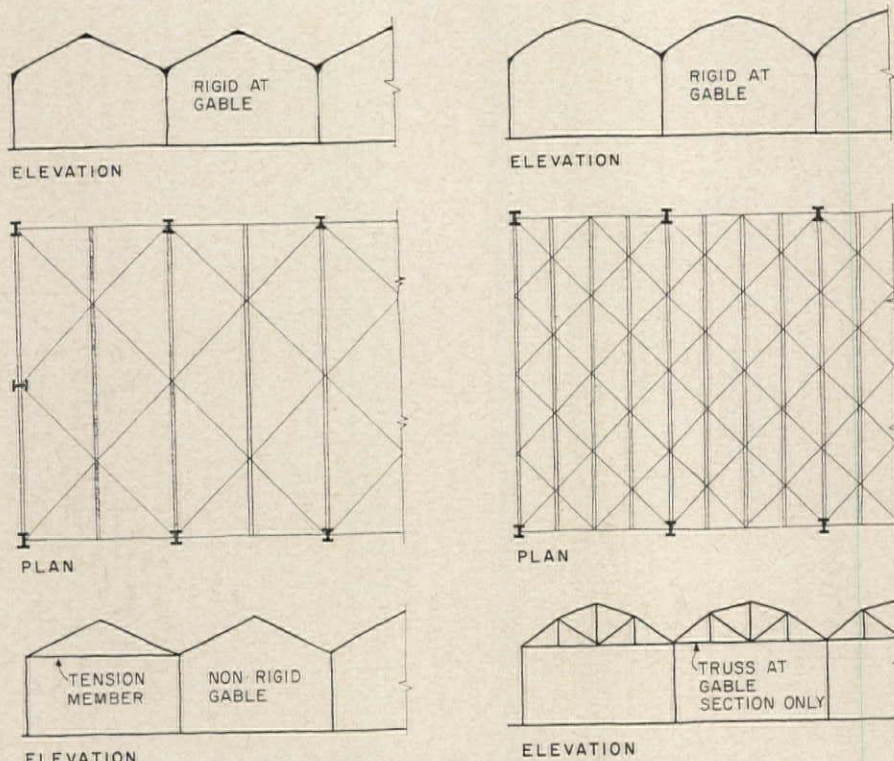 RIGID AT
GABLE
ELEVATION
RIGID AT
GABLE
ELEVATION
PLAN
PLAN
TENSION
MEMBER
NON-RIGID
GABLE
ELEVATION
TRUSS AT
GABLE
SECTION ONLY
ELEVATION